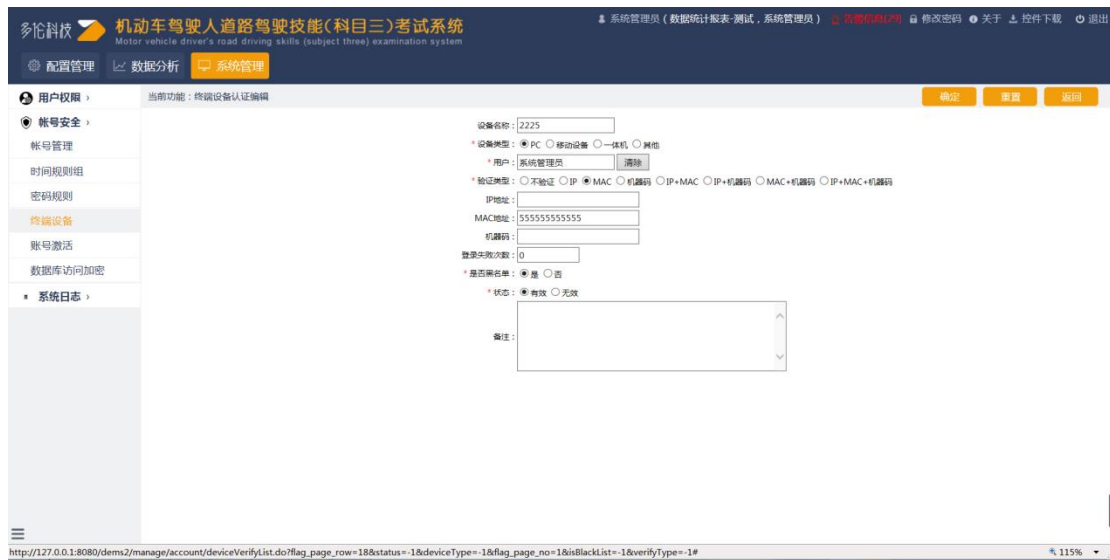 多伦科技
机动车驾驶人道路驾驶技能(科目三)考试系统
Motor vehicle driver's road driving skills (subject three) examination system
系统管理员(数据统计报表-测试,系统管理员) 告警信息(29) 修改密码 关于 控件下载 退出
配置管理 数据分析 系统管理
用户权限 ›
当前功能:终端设备认证编辑
确定 重置 返回
帐号安全 ›
帐号管理
时间规则组
密码规则
终端设备
账号激活
数据库访问加密
系统日志 ›
设备名称: 2225
* 设备类型: PC 移动设备 一体机 其他
* 用户: 系统管理员 清除
* 验证类型: 不验证 IP MAC 机器码 IP+MAC IP+机器码 MAC+机器码 IP+MAC+机器码
IP地址:
MAC地址: 555555555555
机器码:
登录失败次数: 0
* 是否黑名单: 是 否
* 状态: 有效 无效
备注:
http://127.0.0.1:8080/dems2/manage/account/deviceVerifyList.do?flag_page_row=18&status=-1&deviceType=-1&flag_page_no=1&isBlackList=-1&verifyType=-1#
115%